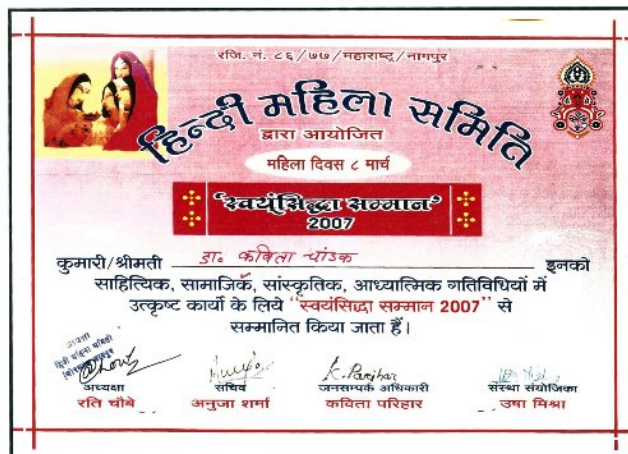 रजि. नं. ८६/७७/महाराष्ट्र/नागपुर
हिन्दी महिला समिति
द्वारा आयोजित
महिला दिवस ८ मार्च
‘स्वयंसिद्धा सम्मान’
2007
कुमारी/श्रीमती डा. कविता चांडक इनको
साहित्यिक, सामाजिक, सांस्कृतिक, आध्यात्मिक गतिविधियों में
उत्कृष्ट कार्यो के लिये "स्वयंसिद्धा सम्मान 2007" से
सम्मानित किया जाता हैं।
K. Parihar
अध्यक्षा सचिव जनसम्पर्क अधिकारी संस्था संयोजिका
रति चौबे अनुजा शर्मा कविता परिहार उषा मिश्रा